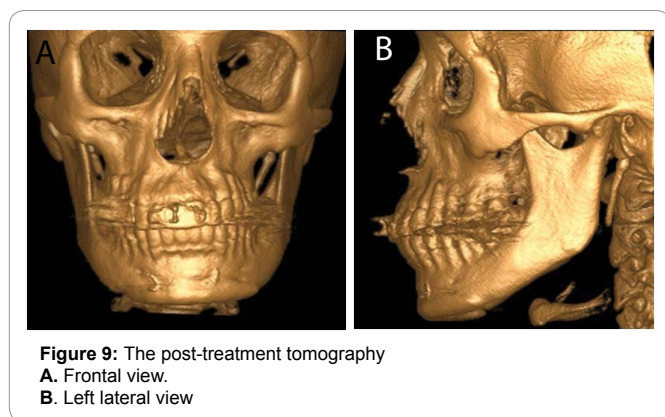 A
B
Figure 9: The post-treatment tomography
A. Frontal view.
B. Left lateral view